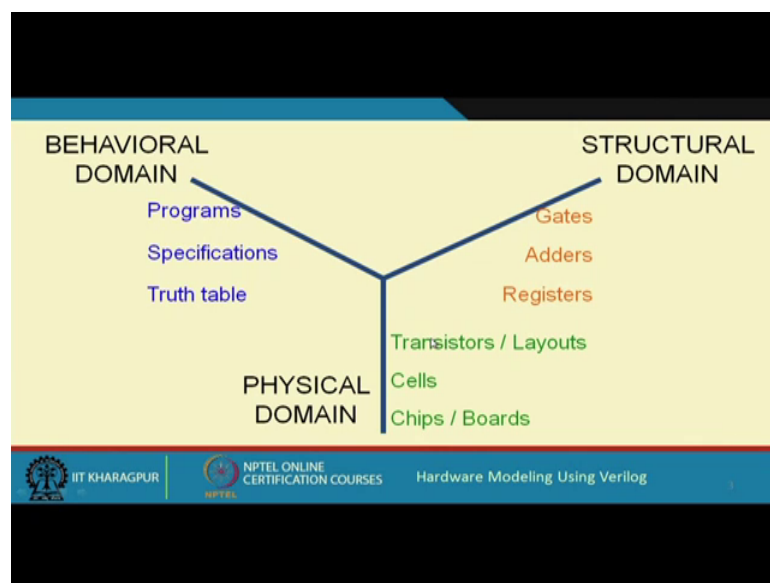 BEHAVIORAL
DOMAIN
STRUCTURAL
DOMAIN
Programs
Specifications
Truth table
Gates
Adders
Registers
Transistors / Layouts
Cells
Chips / Boards
PHYSICAL
DOMAIN
IIT KHARAGPUR
NPTEL
NPTEL ONLINE
CERTIFICATION COURSES
Hardware Modeling Using Verilog